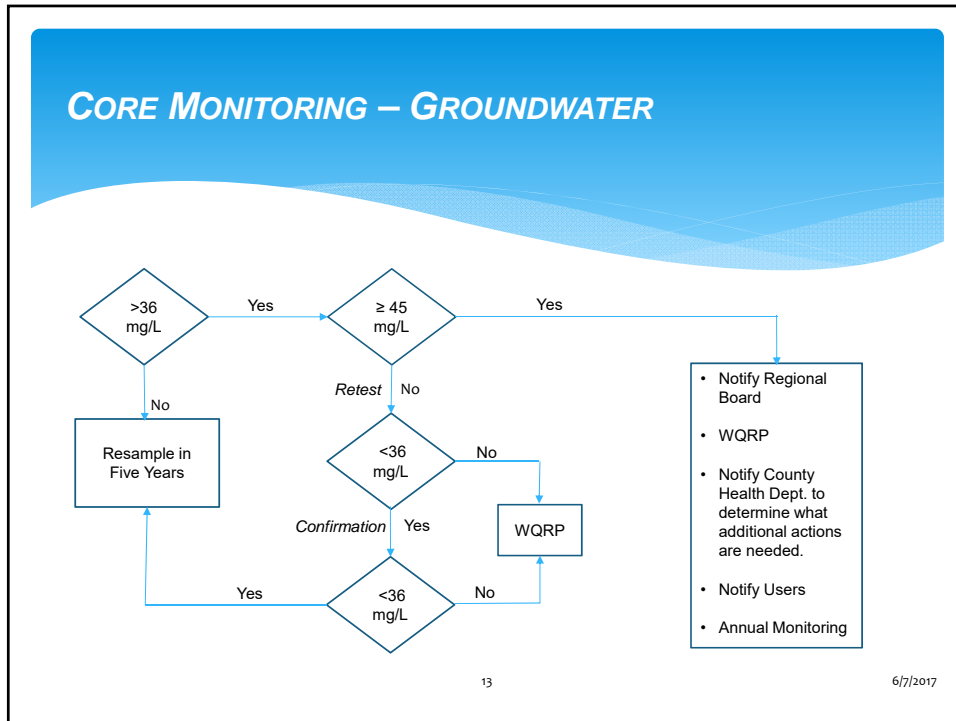 CORE MONITORING – GROUNDWATER
>36
mg/L
Yes
≥ 45
mg/L
Yes
No
Resample in
Five Years
Retest
No
<36
mg/L
No
WQRP
Confirmation
Yes
<36
mg/L
No
Yes
• Notify Regional
Board
• WQRP
• Notify County
Health Dept. to
determine what
additional actions
are needed.
• Notify Users
• Annual Monitoring
13
6/7/2017